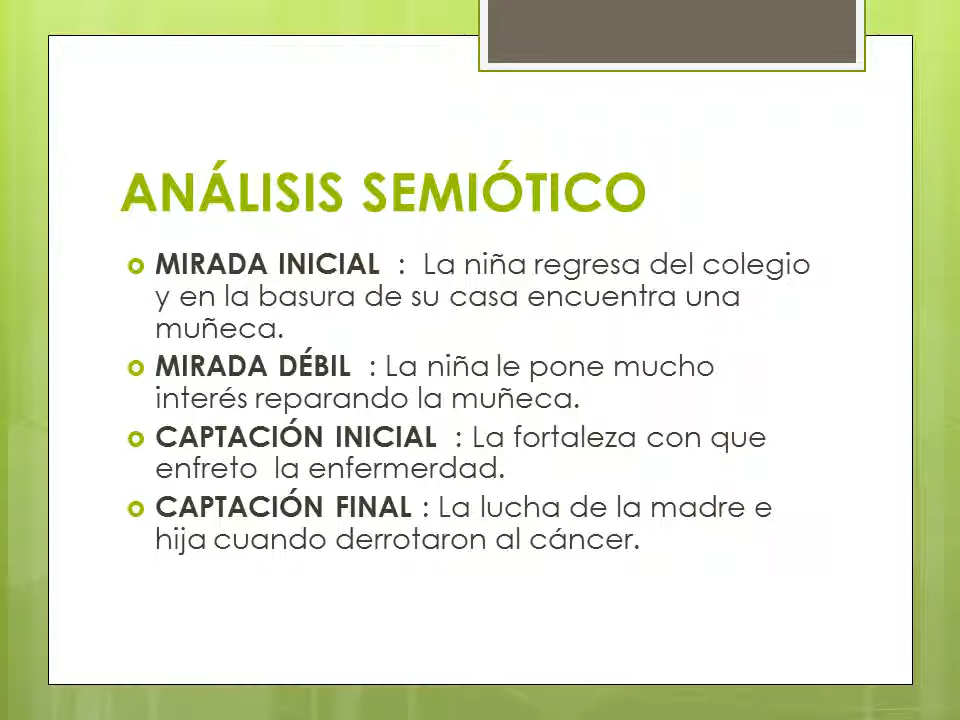 ANÁLISIS SEMIÓTICO
MIRADA INICIAL : La niña regresa del colegio
y en la basura de su casa encuentra una
muñeca.
MIRADA DÉBIL : La niña le pone mucho
interés reparando la muñeca.
CAPTACIÓN INICIAL : La fortaleza con que
enfreto la enfermerdad.
CAPTACIÓN FINAL : La lucha de la madre e
hija cuando derrotaron al cáncer.